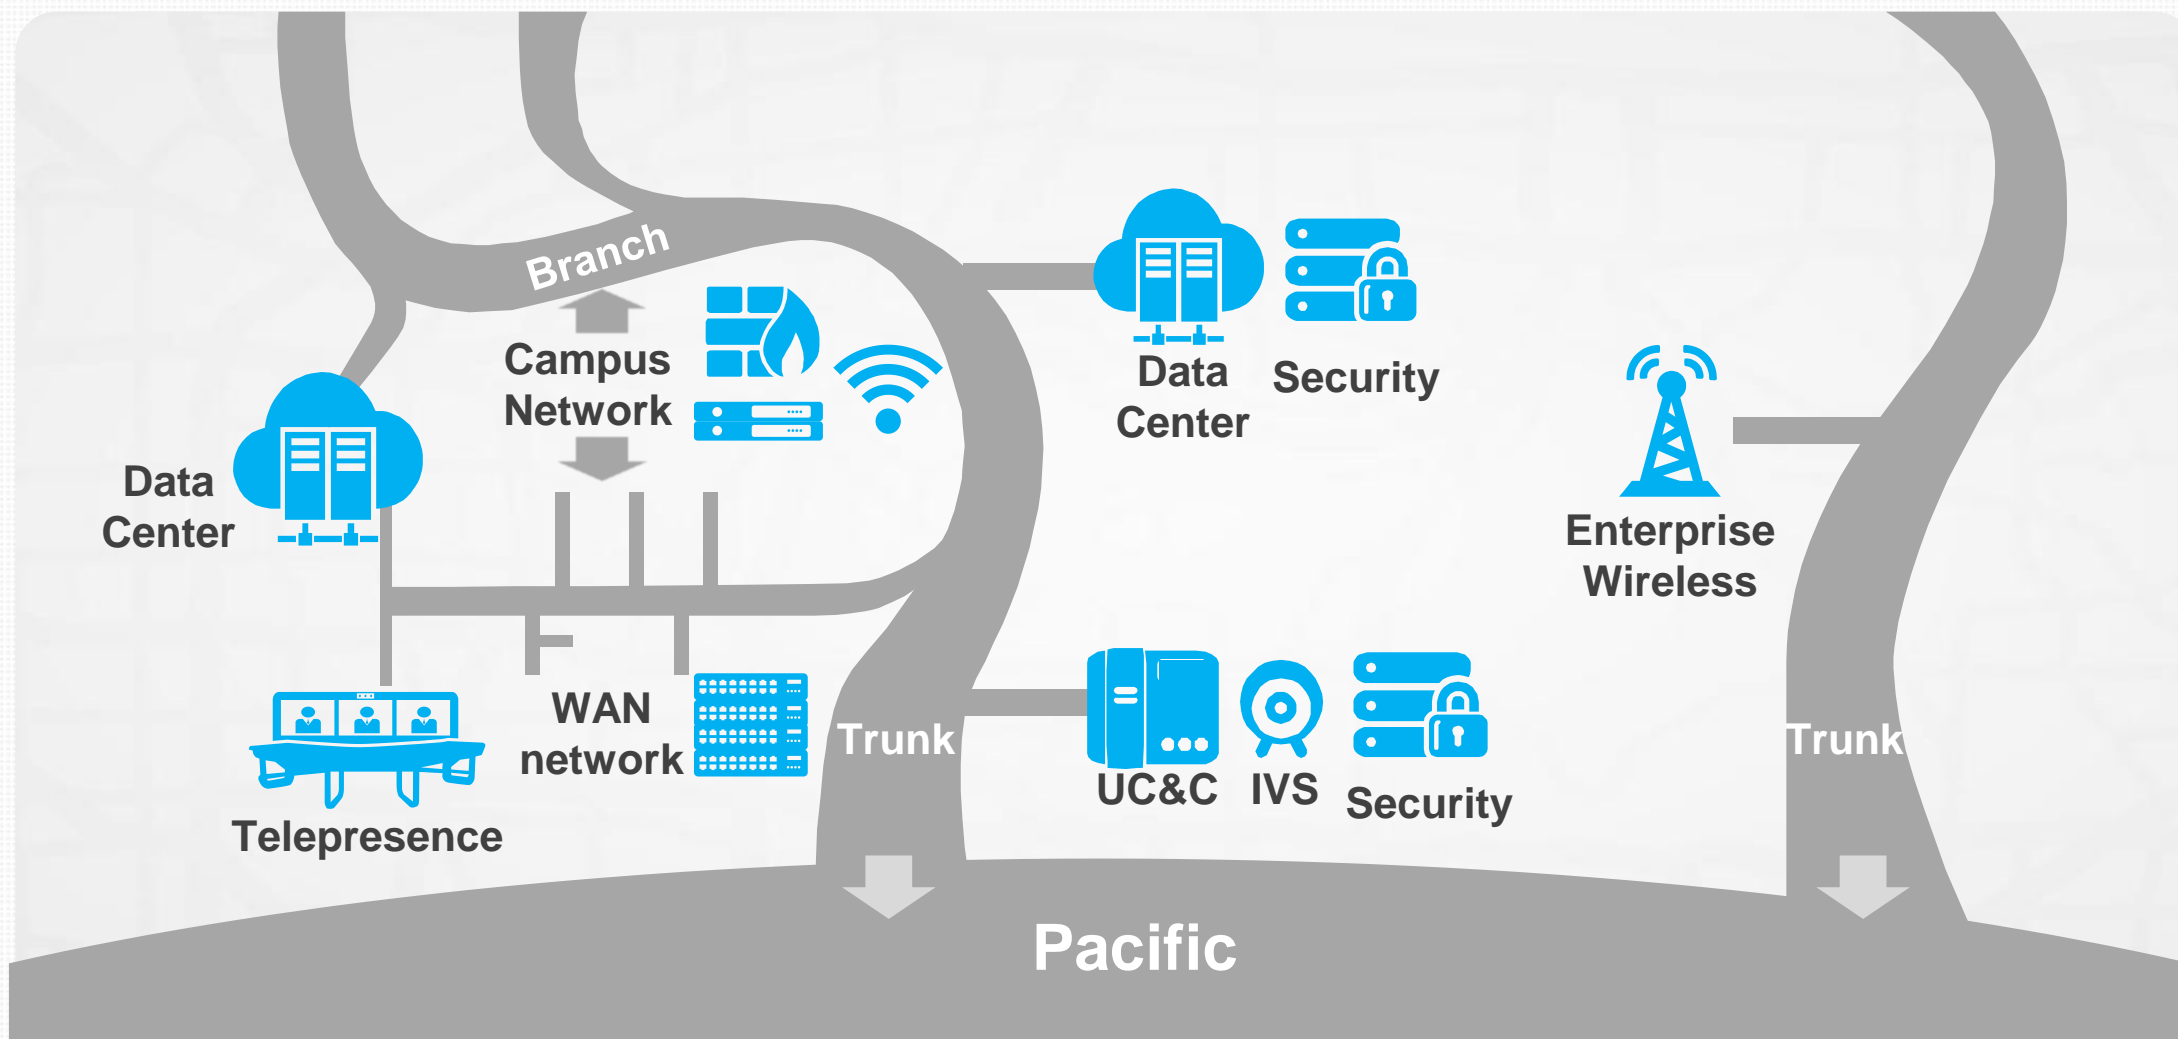 Branch
Campus
Network
Data
Center
Security
Data
Center
Enterprise
Wireless
WAN
network
Telepresence
Trunk
UC&C
IVS
Security
Trunk
Pacific